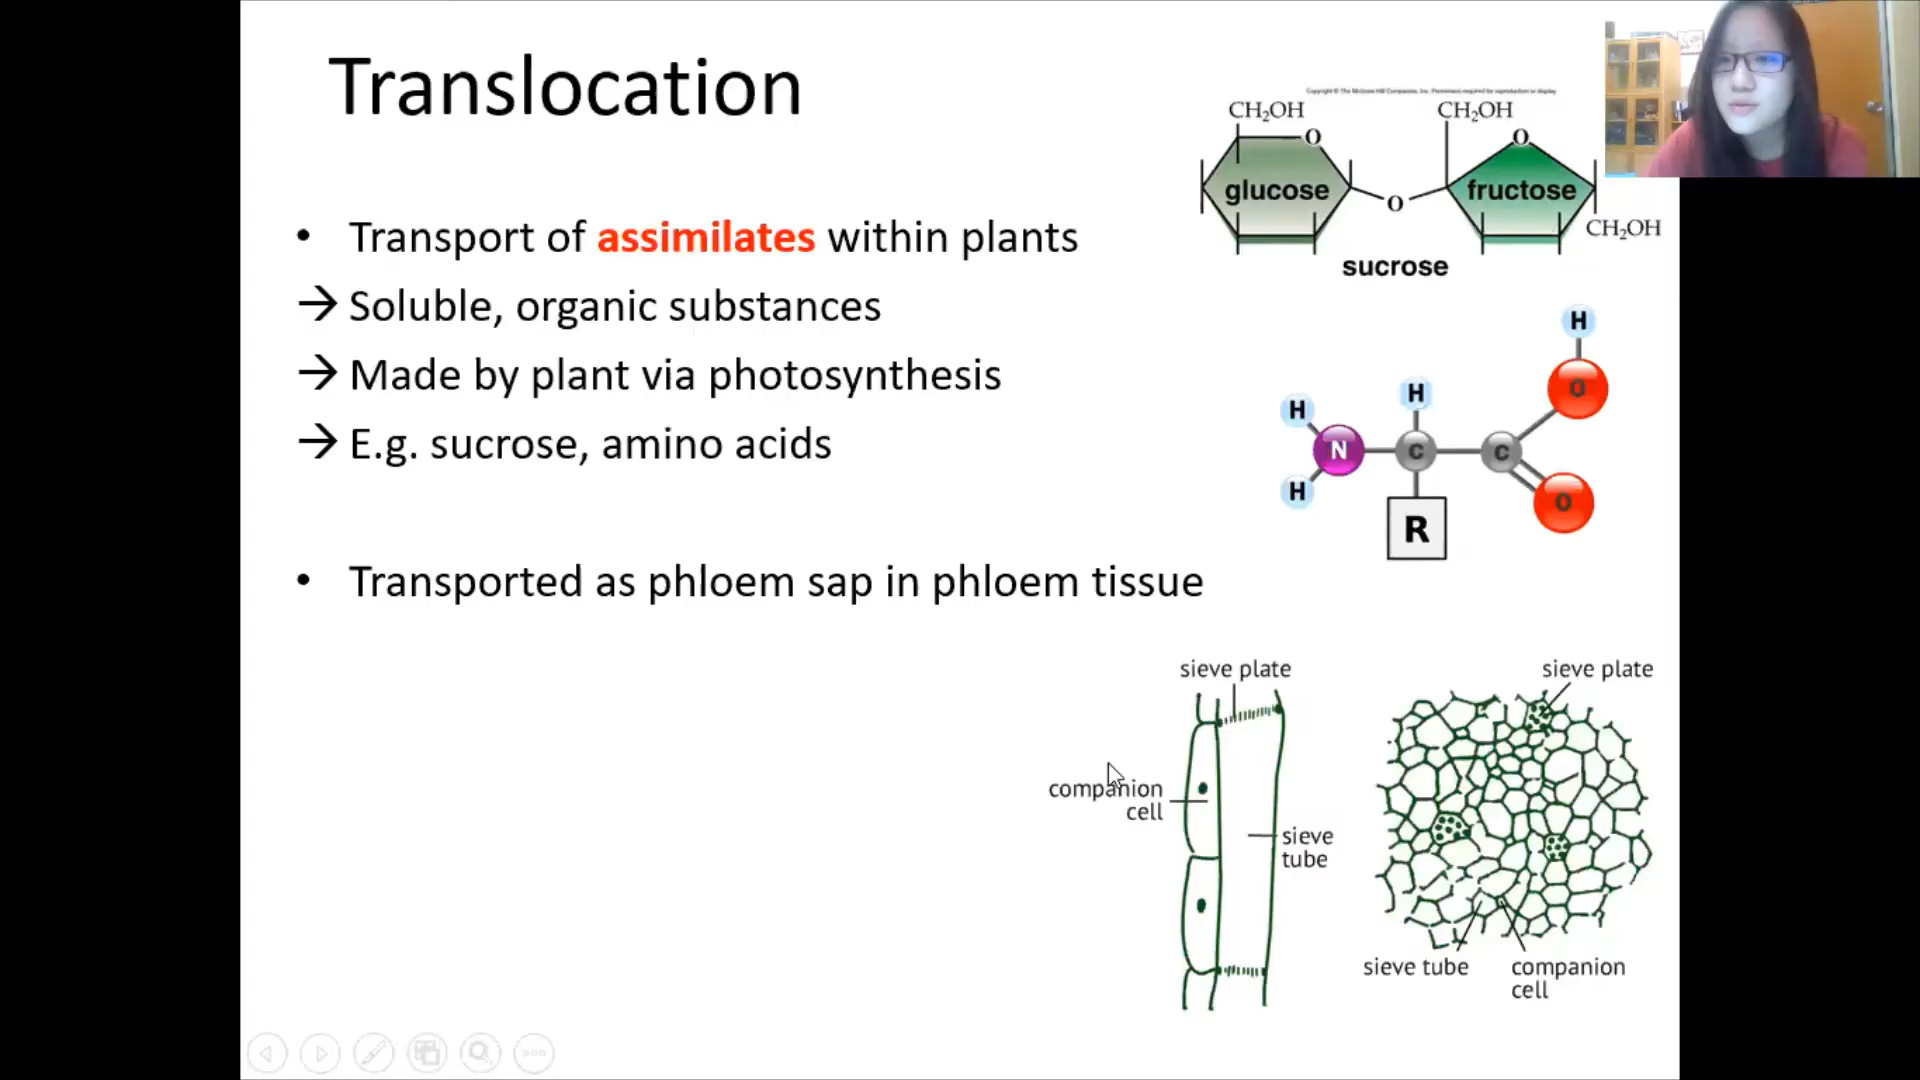 Translocation
• Transport of assimilates within plants
→ Soluble, organic substances
→ Made by plant via photosynthesis
→ E.g. sucrose, amino acids
• Transported as phloem sap in phloem tissue
Copyright © The McGraw-Hill Companies, Inc. Permission required for reproduction or display
CH₂OH
O
glucose
O
CH₂OH
O
fructose
CH₂OH
sucrose
H
H
H
N
C
C
O
H
O
R
sieve plate
companion
cell
sieve
tube
sieve plate
sieve tube
companion
cell